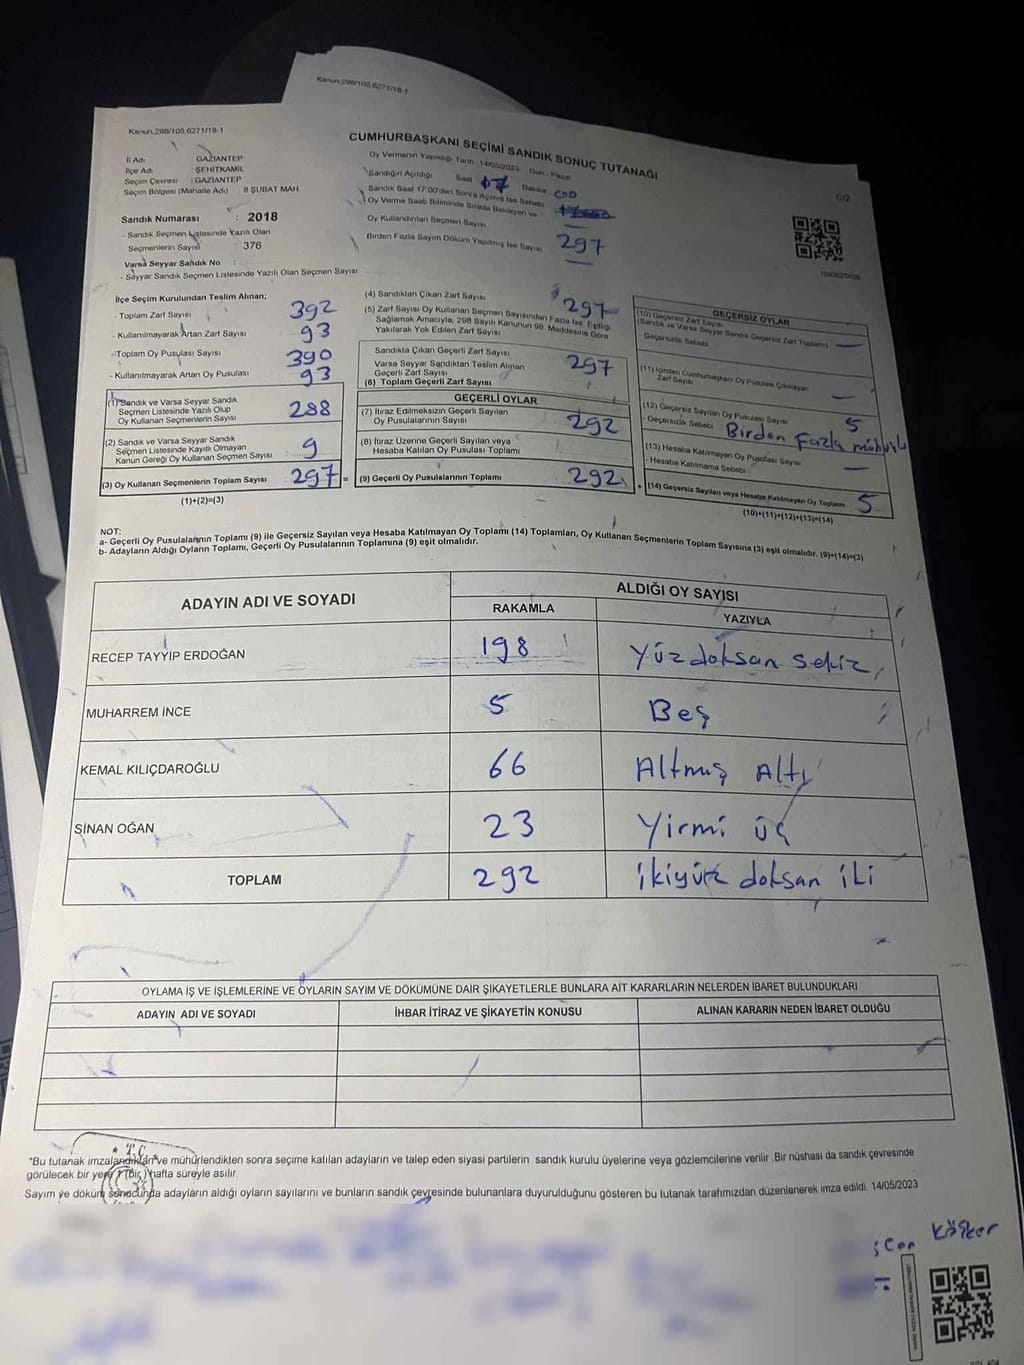 Kanun:298/105,6271/18-1
Kanun:298/105,6271/18-1
CUMHURBAŞKANI SEÇİMİ SANDIK SONUÇ TUTANAĞI
C/2
İl Adı : GAZİANTEP
İlçe Adı : ŞEHİTKAMİL
Seçim Çevresi : GAZİANTEP
Seçim Bölgesi (Mahalle Adı) : 8 ŞUBAT MAH
Oy Vermenin Yapıldığı Tarih : 14/05/2023 Gün : Pazar
Sandığın Açıldığı Saat 07 Dakika
Sandık Saat 17:00'den Sonra Açılmış İse Sebebi
Oy Verme Saati Bitiminde Sırada Bekleyen ve
Oy Kullandırılan Seçmen Sayısı
Birden Fazla Sayım Döküm Yapılmış İse Sayısı 297
Sandık Numarası : 2018
- Sandık Seçmen Listesinde Yazılı Olan
Seçmenlerin Sayısı : 376
Varsa Seyyar Sandık No :
- Seyyar Sandık Seçmen Listesinde Yazılı Olan Seçmen Sayısı:
İlçe Seçim Kurulundan Teslim Alınan;
- Toplam Zarf Sayısı : 392
- Kullanılmayarak Artan Zarf Sayısı : 93
-Toplam Oy Pusulası Sayısı : 390
- Kullanılmayarak Artan Oy Pusulası : 93
(1) Sandık ve Varsa Seyyar Sandık
Seçmen Listesinde Yazılı Olup
Oy Kullanan Seçmenlerin Sayısı 288
(2) Sandık ve Varsa Seyyar Sandık
Seçmen Listesinde Kayıtlı Olmayan
Kanun Gereği Oy Kullanan Seçmen Sayısı 9
(3) Oy Kullanan Seçmenlerin Toplam Sayısı : 297 =
(1)+(2)=(3)
(4) Sandıktan Çıkan Zarf Sayısı 297
(5) Zarf Sayısı Oy Kullanan Seçmen Sayısından Fazla İse, Eşitliği
Sağlamak Amacıyla, 298 Sayılı Kanunun 98. Maddesine Göre
Yakılarak Yok Edilen Zarf Sayısı
Sandıkta Çıkan Geçerli Zarf Sayısı 297
Varsa Seyyar Sandıktan Teslim Alınan
Geçerli Zarf Sayısı
(6) Toplam Geçerli Zarf Sayısı
GEÇERLİ OYLAR
(7) İtiraz Edilmeksizin Geçerli Sayılan
Oy Pusulalarının Sayısı 292
(8) İtiraz Üzerine Geçerli Sayılan veya
Hesaba Katılan Oy Pusulası Toplamı
(9) Geçerli Oy Pusulalarının Toplamı 292 +
GEÇERSİZ OYLAR
(10) Geçersiz Zarf Sayısı
(Sandık ve Varsa Seyyar Sandık Geçersiz Zarf Toplamı)
- Geçersizlik Sebebi
(11) İçinden Cumhurbaşkanı Oy Pusulası Çıkmayan
Zarf Sayısı
(12) Geçersiz Sayılan Oy Pusulası Sayısı 5
- Geçersizlik Sebebi : Birden Fazla mühürlü
(13) Hesaba Katılmayan Oy Pusulası Sayısı
- Hesaba Katılmama Sebebi :
(14) Geçersiz Sayılan veya Hesaba Katılmayan Oy Toplamı 5
(10)+(11)+(12)+(13)=(14)
NOT:
a- Geçerli Oy Pusulalarının Toplamı (9) ile Geçersiz Sayılan veya Hesaba Katılmayan Oy Toplamı (14) Toplamları, Oy Kullanan Seçmenlerin Toplam Sayısına (3) eşit olmalıdır. (9)+(14)=(3)
b- Adayların Aldığı Oyların Toplamı, Geçerli Oy Pusulalarının Toplamına (9) eşit olmalıdır.
ADAYIN ADI VE SOYADI
ALDIĞI OY SAYISI
RAKAMLA YAZIYLA
RECEP TAYYİP ERDOĞAN 198 Yüzdoksan sekiz
MUHARREM İNCE 5 Beş
KEMAL KILIÇDAROĞLU 66 Altmış Altı
SİNAN OĞAN 23 Yirmi üç
TOPLAM 292 ikiyüz doksan iki
OYLAMA İŞ VE İŞLEMLERİNE VE OYLARIN SAYIM VE DÖKÜMÜNE DAİR ŞİKAYETLERLE BUNLARA AİT KARARLARIN NELERDEN İBARET BULUNDUKLARI
ADAYIN ADI VE SOYADI İHBAR İTİRAZ VE ŞİKAYETİN KONUSU ALINAN KARARIN NEDEN İBARET OLDUĞU
T.C.
"Bu tutanak imzalandıktan ve mühürlendikten sonra seçime katılan adayların ve talep eden siyasi partilerin sandık kurulu üyelerine veya gözlemcilerine verilir .Bir nüshası da sandık çevresinde
görülecek bir yere 1 (bir) hafta süreyle asılır.
Sayım ve döküm sonucunda adayların aldığı oyların sayılarını ve bunların sandık çevresinde bulunanlara duyurulduğunu gösteren bu tutanak tarafımızdan düzenlenerek imza edildi. 14/05/2023
Köşker